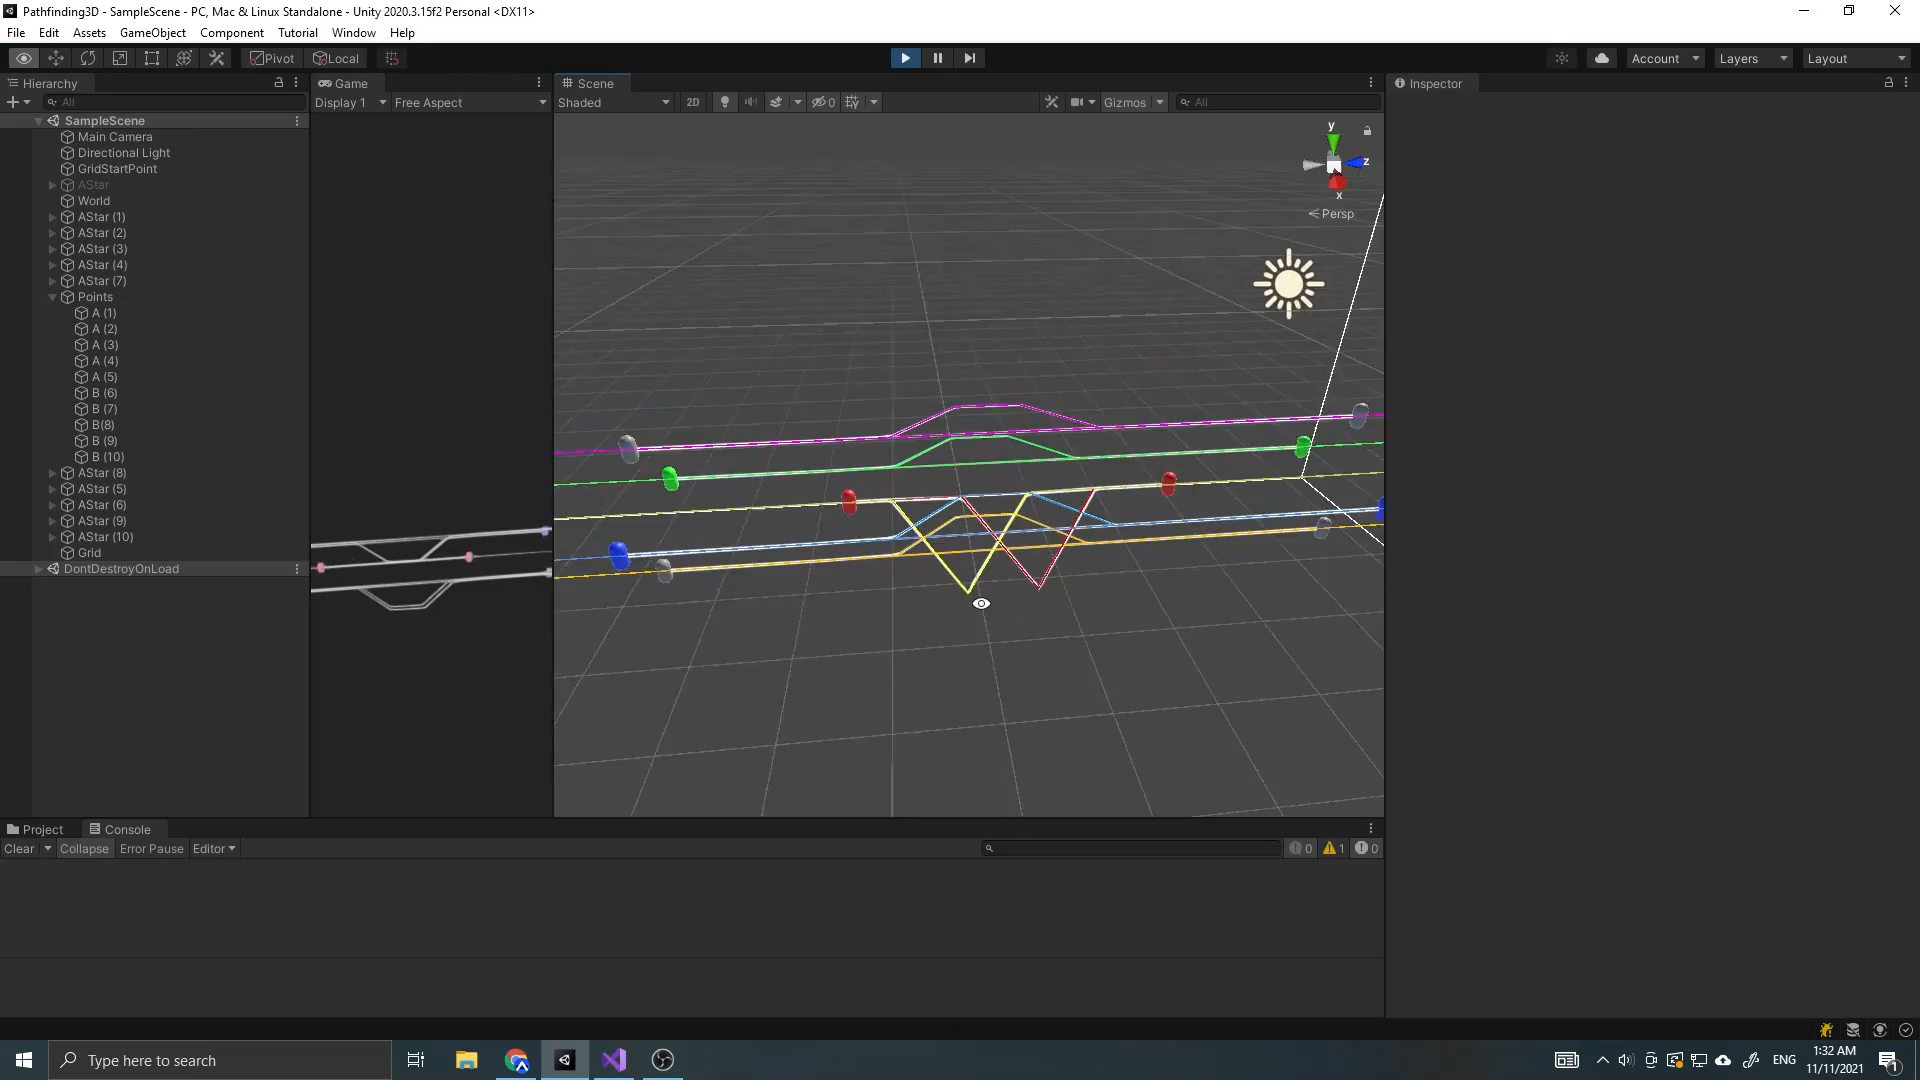 Pathfinding3D - SampleScene - PC, Mac & Linux Standalone - Unity 2020.3.15f2 Personal <DX11>
File Edit Assets GameObject Component Tutorial Window Help
Pivot Local Account Layers Layout
Hierarchy Game Scene Inspector
All Display 1 Free Aspect Shaded 2D 0 Gizmos All
SampleScene
Main Camera
Directional Light
GridStartPoint
AStar
World
AStar (1)
AStar (2)
AStar (3)
AStar (4)
AStar (7)
Points
A (1)
A (2)
A (3)
A (4)
A (5)
B (6)
B (7)
B(8)
B (9)
B (10)
AStar (8)
AStar (5)
AStar (6)
AStar (9)
AStar (10)
Grid
DontDestroyOnLoad
y
z
x
Persp
Project Console
Clear Collapse Error Pause Editor 0 1 0
Type here to search
ENG
1:32 AM
11/11/2021
1